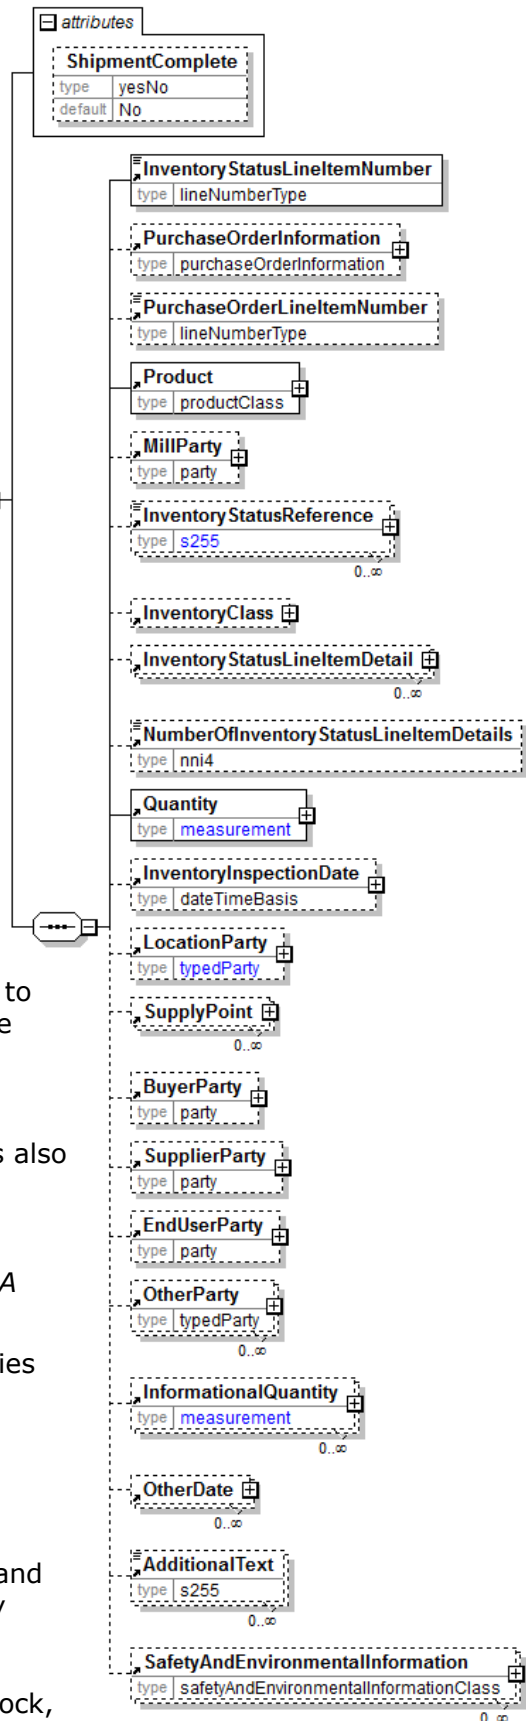 attributes
ShipmentComplete
type yesNo
default No
InventoryStatusLineItemNumber
type lineNumberType
PurchaseOrderInformation
type purchaseOrderInformation
PurchaseOrderLineItemNumber
type lineNumberType
Product
type productClass
MillParty
type party
InventoryStatusReference
type s255
0..∞
InventoryClass
InventoryStatusLineItemDetail
0..∞
NumberOfInventoryStatusLineItemDetails
type nni4
Quantity
type measurement
InventoryInspectionDate
type dateTimeBasis
LocationParty
type typedParty
to
SupplyPoint
e
0..∞
BuyerParty
type party
s also
SupplierParty
type party
EndUserParty
type party
A
OtherParty
type typedParty
0..∞
ies
InformationalQuantity
type measurement
0..∞
OtherDate
0..∞
and
AdditionalText
type s255
y
0..∞
SafetyAndEnvironmentalInformation
type safetyAndEnvironmentalInformationClass
ock,
0..∞